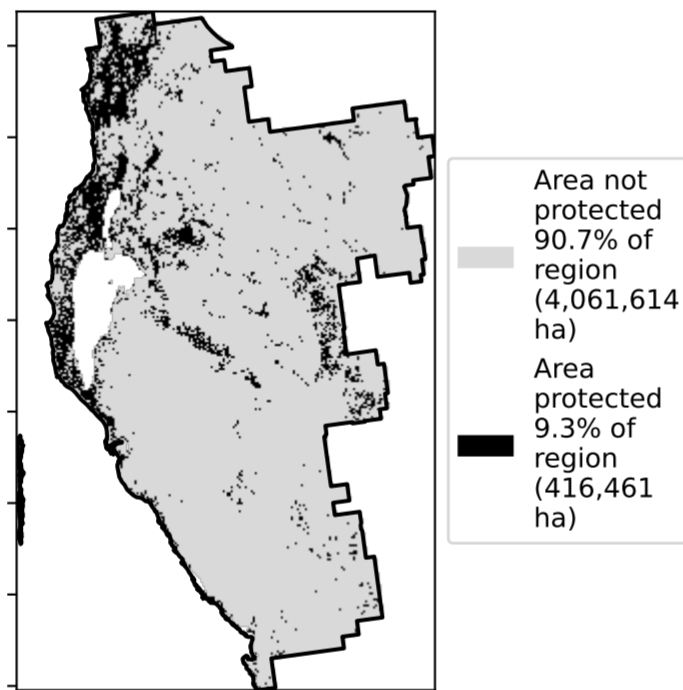 Area not
protected
90.7% of
region
(4,061,614
ha)
Area
protected
9.3% of
region
(416,461
ha)